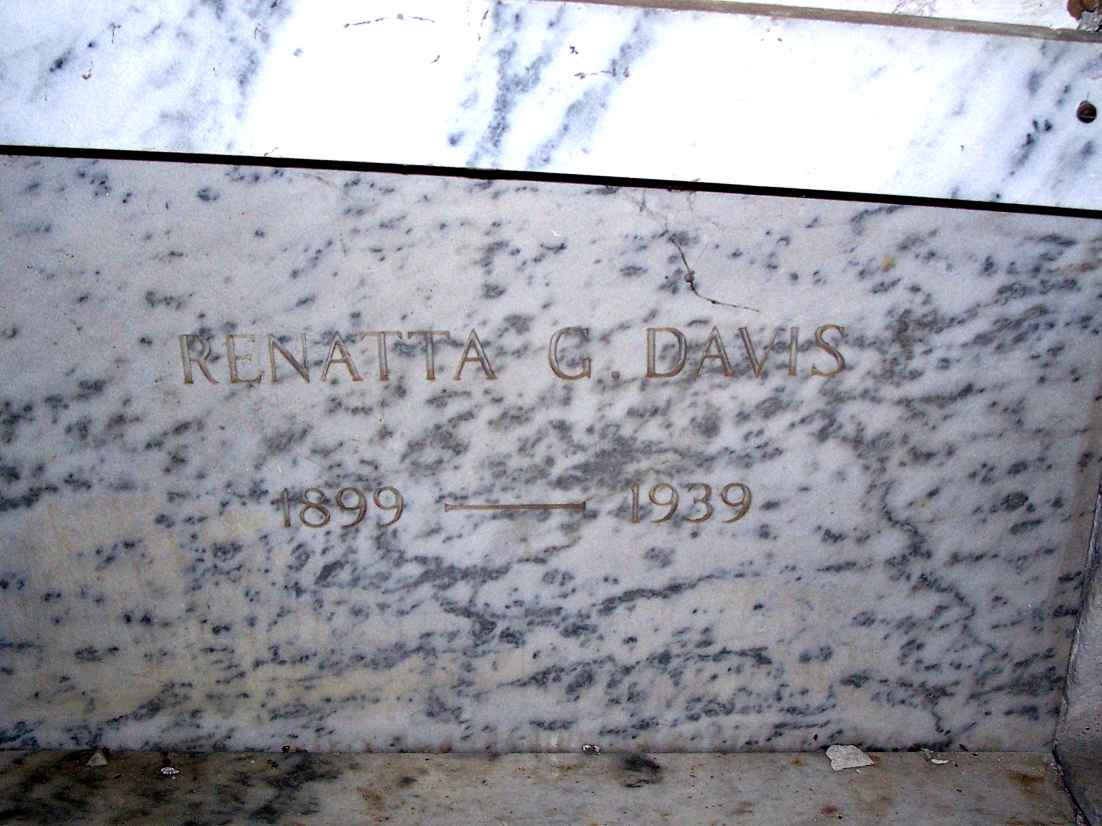 RENATTA G. DAVIS
1899 — 1939